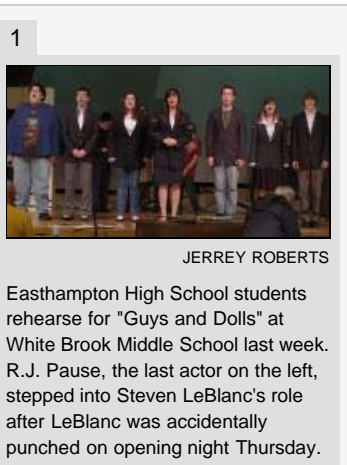 1
JERREY ROBERTS
Easthampton High School students
rehearse for "Guys and Dolls" at
White Brook Middle School last week.
R.J. Pause, the last actor on the left,
stepped into Steven LeBlanc's role
after LeBlanc was accidentally
punched on opening night Thursday.